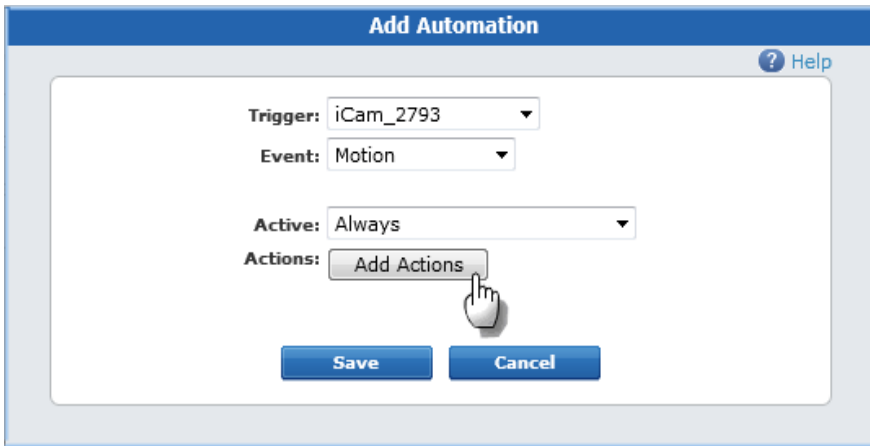 Add Automation
? Help
Trigger: iCam_2793
Event: Motion
Active: Always
Actions: Add Actions
Save Cancel